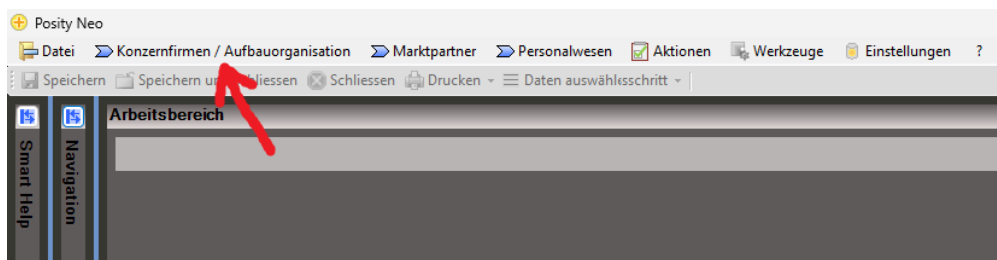 Posity Neo
Datei Konzernfirmen / Aufbauorganisation Marktpartner Personalwesen Aktionen Werkzeuge Einstellungen ?
Speichern Speichern Schliessen Drucken Daten auswählsschritt
Arbeitsbereich
Smart Help
Navigation